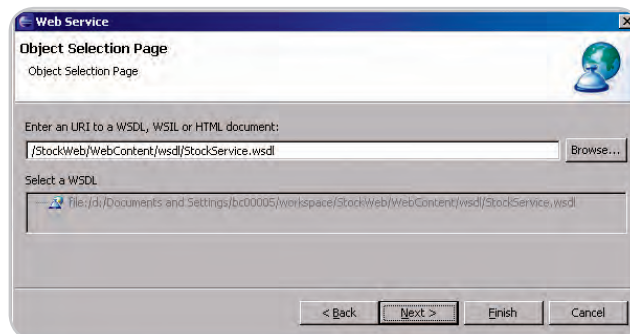 Web Service
Object Selection Page
Object Selection Page
Enter an URI to a WSDL, WSIL or HTML document:
/StockWeb/WebContent/wsdl/StockService.wsdl
Browse...
Select a WSDL
file:/d:/Documents and Settings/bc00005/workspace/StockWeb/WebContent/wsdl/StockService.wsdl
< Back Next > Finish Cancel